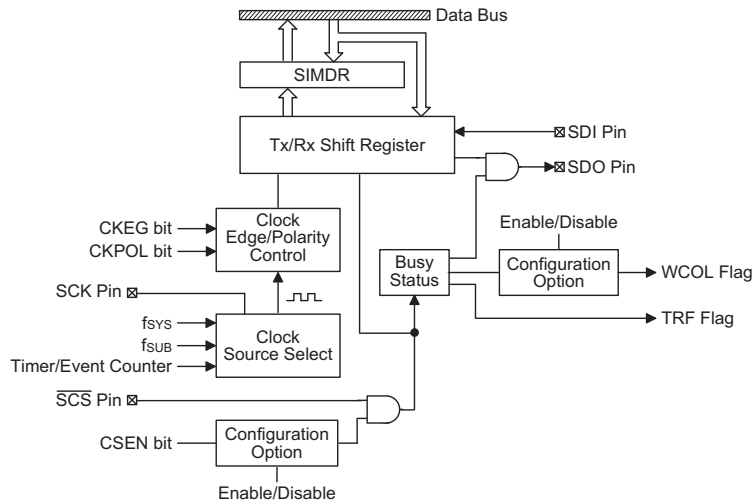 Data Bus
SIMDR
Tx/Rx Shift Register
SDI Pin
SDO Pin
CKEG bit
CKPOL bit
Clock
Edge/Polarity
Control
Enable/Disable
Busy
Status
Configuration
Option
WCOL Flag
TRF Flag
SCK Pin
fSYS
fSUB
Timer/Event Counter
Clock
Source Select
SCS Pin
CSEN bit
Configuration
Option
Enable/Disable